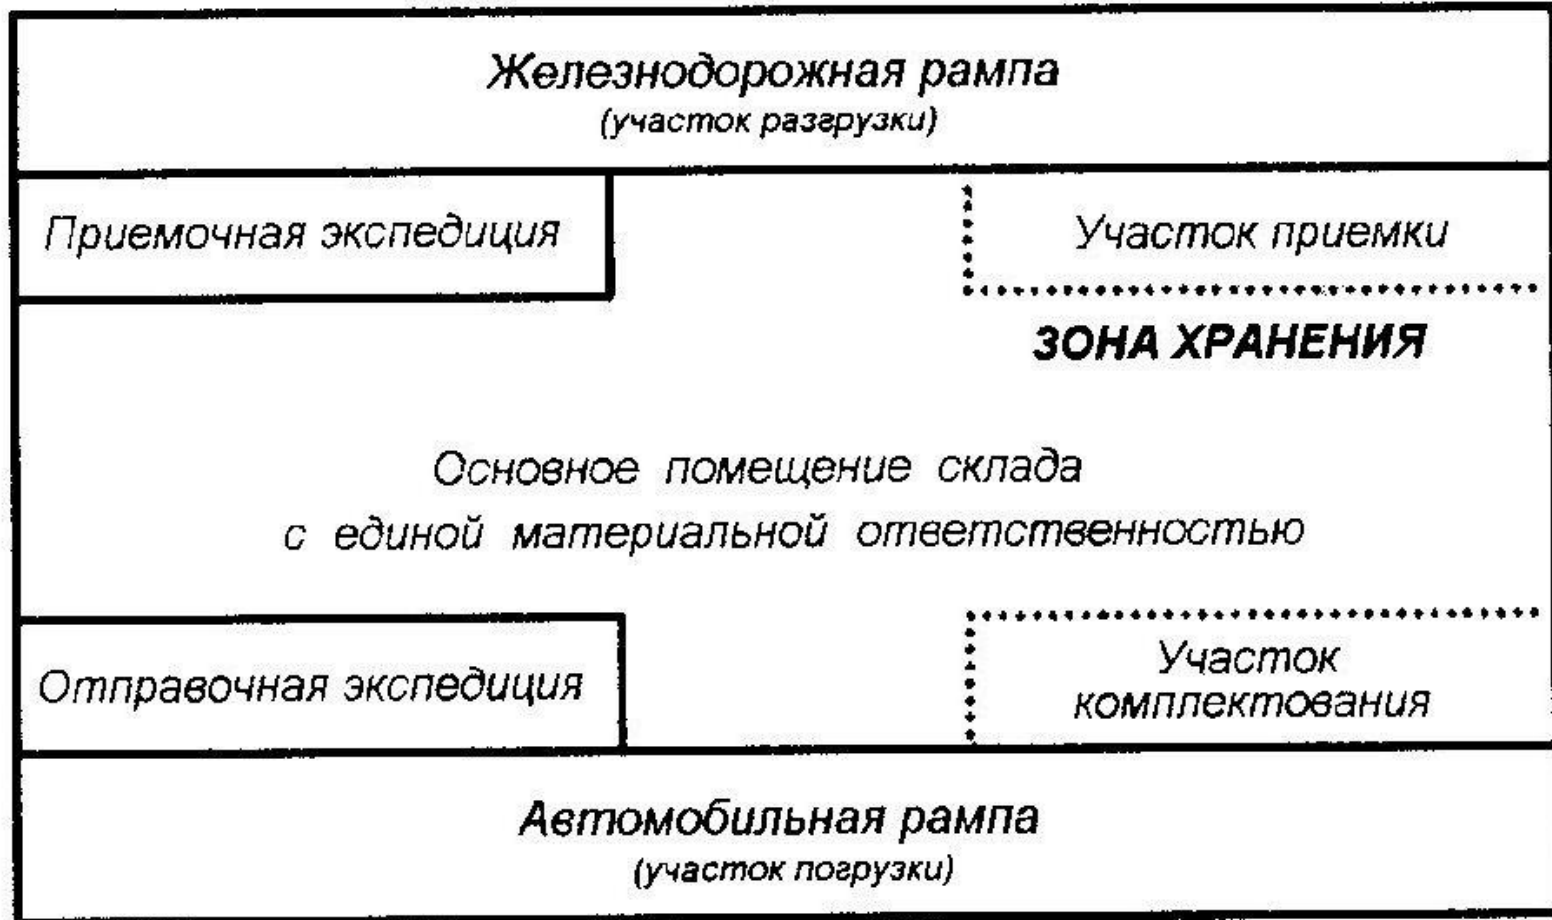 Железнодорожная рампа
(участок разгрузки)
Приемочная экспедиция
Участок приемки
ЗОНА ХРАНЕНИЯ
Основное помещение склада
с единой материальной ответственностью
Отправочная экспедиция
Участок
комплектования
Автомобильная рампа
(участок погрузки)